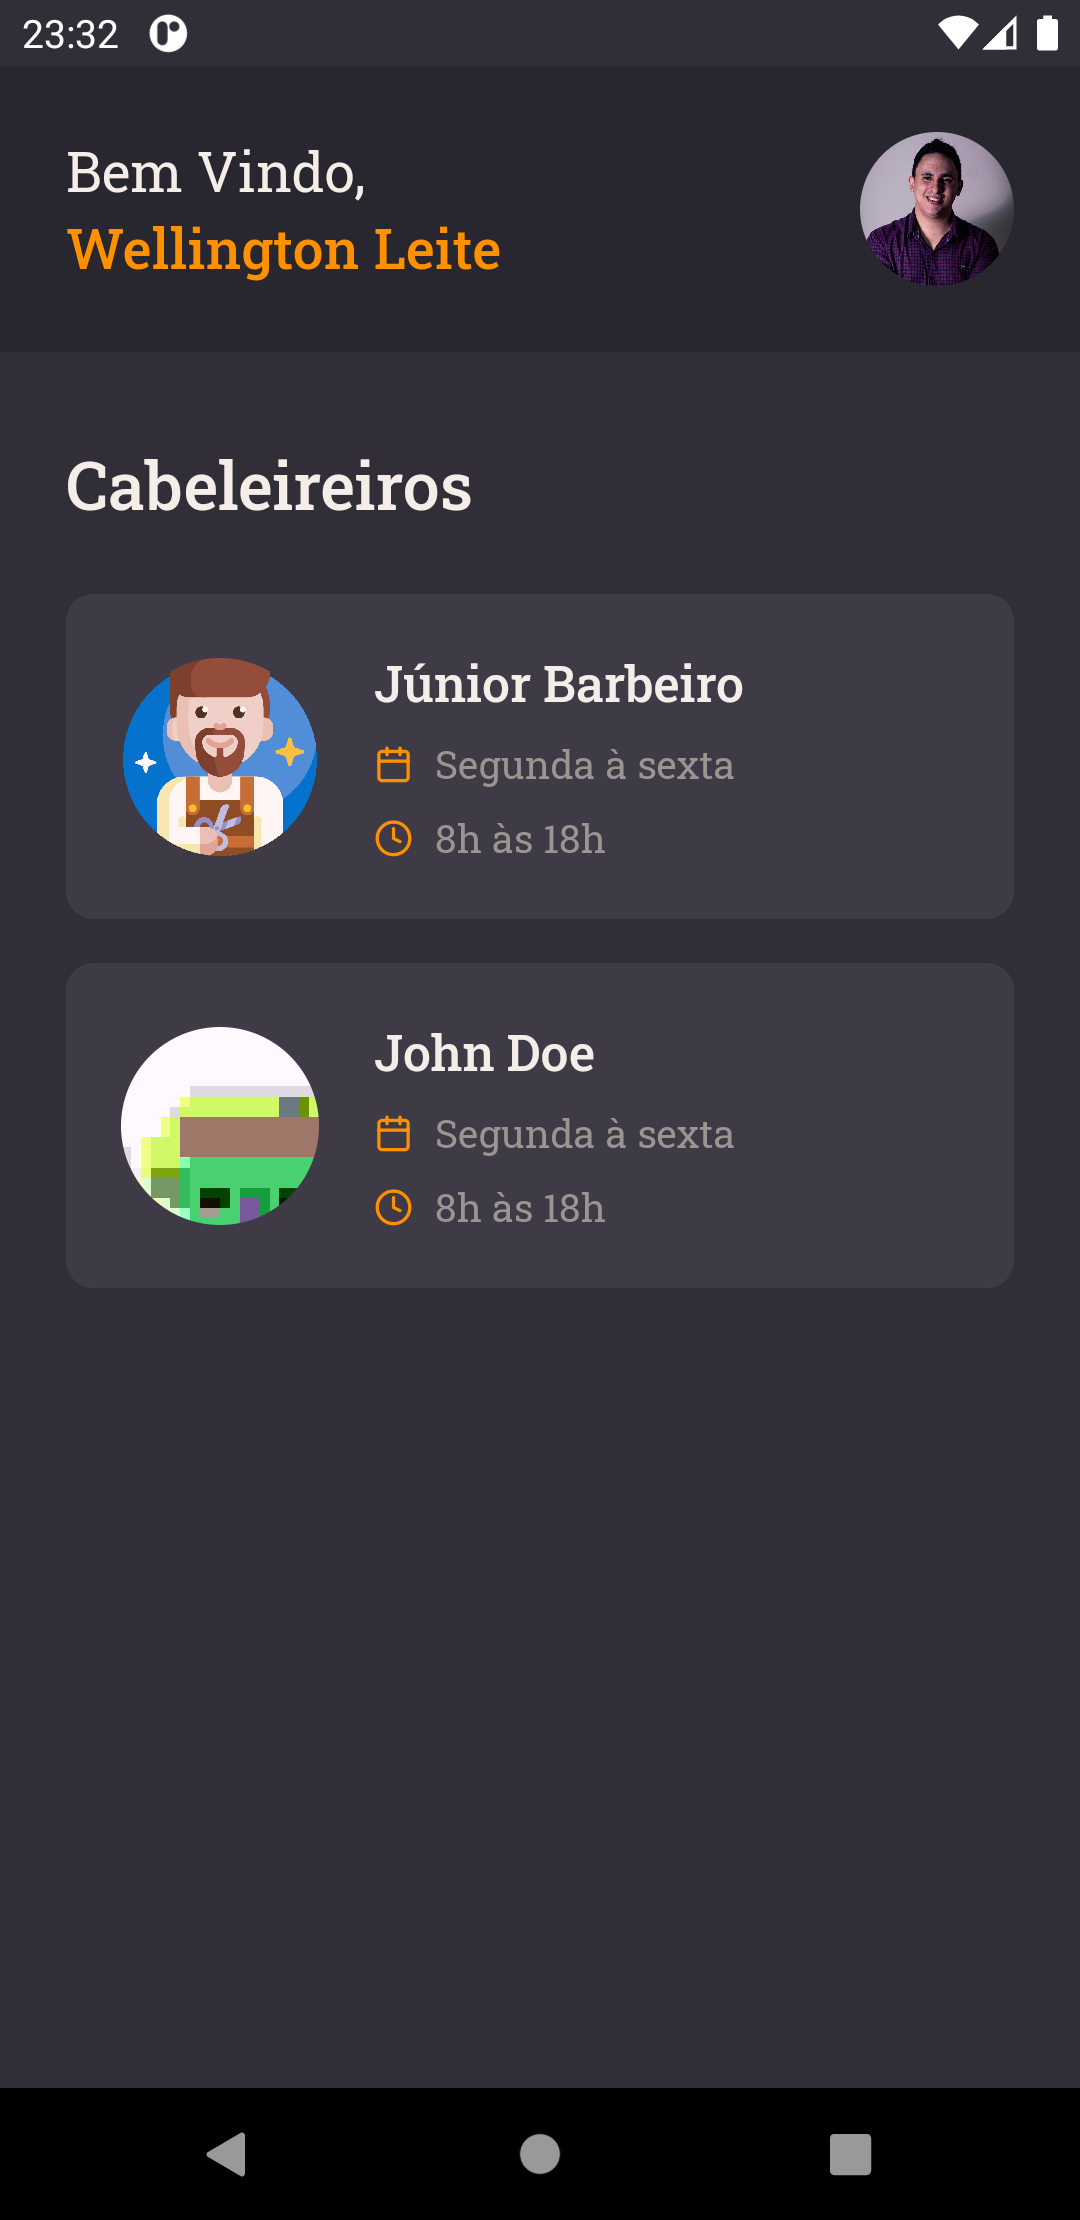 23:32
Bem Vindo,
Wellington Leite
Cabeleireiros
Júnior Barbeiro
Segunda à sexta
8h às 18h
John Doe
Segunda à sexta
8h às 18h